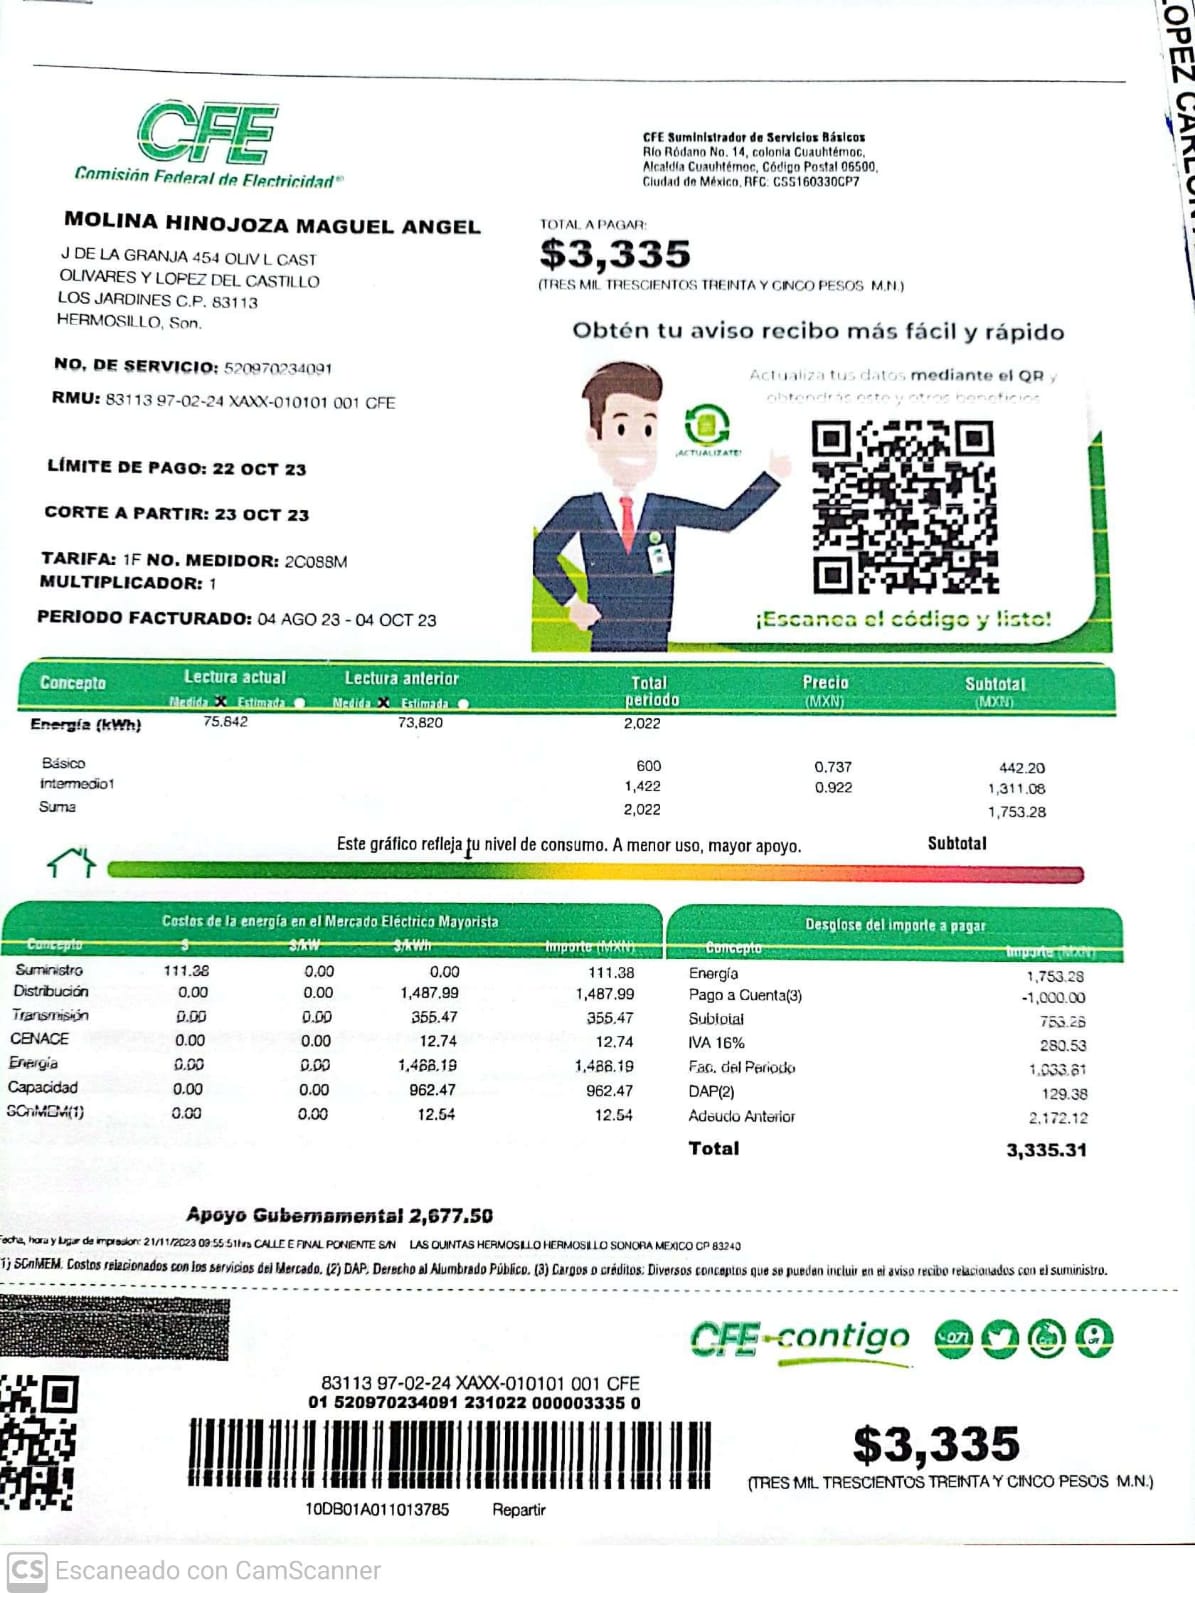 LOPEZ CARLON
CFE
Comisión Federal de Electricidad®
CFE Suministrador de Servicios Básicos
Río Ródano No. 14, colonia Cuauhtémoc,
Alcaldía Cuauhtémoc, Código Postal 06500,
Ciudad de México, RFC: CSS160330CP7
MOLINA HINOJOZA MAGUEL ANGEL
J DE LA GRANJA 454 OLIV L CAST
OLIVARES Y LOPEZ DEL CASTILLO
LOS JARDINES C.P. 83113
HERMOSILLO, Son.
TOTAL A PAGAR:
$3,335
(TRES MIL TRESCIENTOS TREINTA Y CINCO PESOS M.N.)
NO. DE SERVICIO: 520970234091
RMU: 83113 97-02-24 XAXX-010101 001 CFE
LÍMITE DE PAGO: 22 OCT 23
CORTE A PARTIR: 23 OCT 23
TARIFA: 1F NO. MEDIDOR: 2C088M
MULTIPLICADOR: 1
PERIODO FACTURADO: 04 AGO 23 - 04 OCT 23
Obtén tu aviso recibo más fácil y rápido
Actualiza tus datos mediante el QR y
obtendrás este y otros beneficios
¡ACTUALIZATE!
¡Escanea el código y listo!
Concepto Lectura actual Lectura anterior Total periodo Precio (MXN) Subtotal (MXN)
Medida X Estimada Medida X Estimada
Energía (kWh) 75,842 73,820 2,022
Básico 600 0.737 442.20
Intermedio1 1,422 0.922 1,311.08
Suma 2,022 1,753.28
Este gráfico refleja tu nivel de consumo. A menor uso, mayor apoyo. Subtotal
Costos de la energía en el Mercado Eléctrico Mayorista
Concepto $ $/kW $/kWh Importe (MXN)
Suministro 111.38 0.00 0.00 111.38
Distribución 0.00 0.00 1,487.99 1,487.99
Transmisión 0.00 0.00 355.47 355.47
CENACE 0.00 0.00 12.74 12.74
Energía 0.00 0.00 1,488.19 1,488.19
Capacidad 0.00 0.00 962.47 962.47
SCnMEM(1) 0.00 0.00 12.54 12.54
Desglose del importe a pagar
Concepto Importe (MXN)
Energía 1,753.28
Pago a Cuenta(3) -1,000.00
Subtotal 753.28
IVA 16% 280.53
Fac. del Periodo 1,033.81
DAP(2) 129.38
Adeudo Anterior 2,172.12
Total 3,335.31
Apoyo Gubernamental 2,677.50
Fecha, hora y lugar de impresion: 21/11/2023 09:55:51hrs CALLE E FINAL PONIENTE S/N LAS QUINTAS HERMOSILLO HERMOSILLO SONORA MEXICO CP 83240
1) SCnMEM. Costos relacionados con los servicios del Mercado. (2) DAP. Derecho al Alumbrado Público. (3) Cargos o créditos: Diversos conceptos que se pueden incluir en el aviso recibo relacionados con el suministro.
CFE-contigo
071
83113 97-02-24 XAXX-010101 001 CFE
01 520970234091 231022 000003335 0
10DB01A011013785 Repartir
$3,335
(TRES MIL TRESCIENTOS TREINTA Y CINCO PESOS M.N.)
CS Escaneado con CamScanner